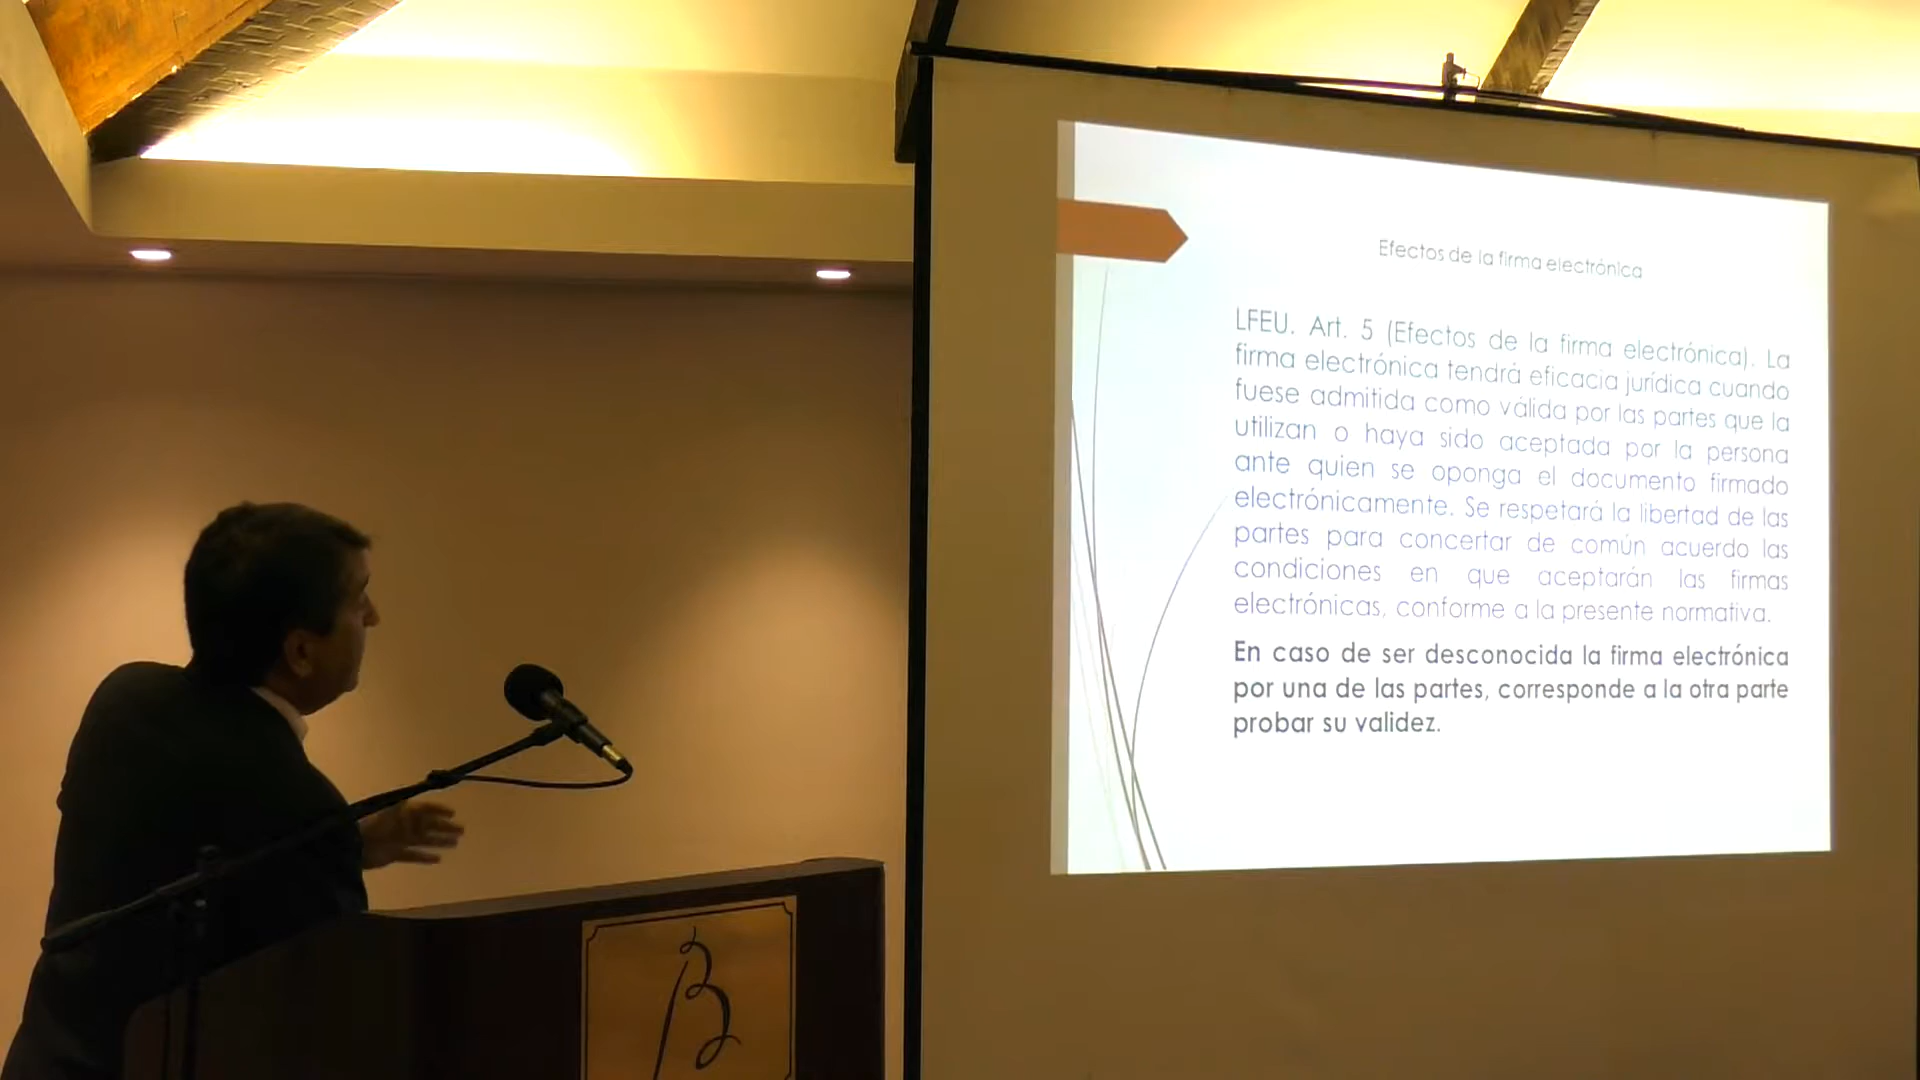 Efectos de la firma electrónica
LFEU. Art. 5 (Efectos de la firma electrónica). La
firma electrónica tendrá eficacia jurídica cuando
fuese admitida como válida por las partes que la
utilizan o haya sido aceptada por la persona
ante quien se oponga el documento firmado
electrónicamente. Se respetará la libertad de las
partes para concertar de común acuerdo las
condiciones en que aceptarán las firmas
electrónicas, conforme a la presente normativa.
En caso de ser desconocida la firma electrónica
por una de las partes, corresponde a la otra parte
probar su validez.
B